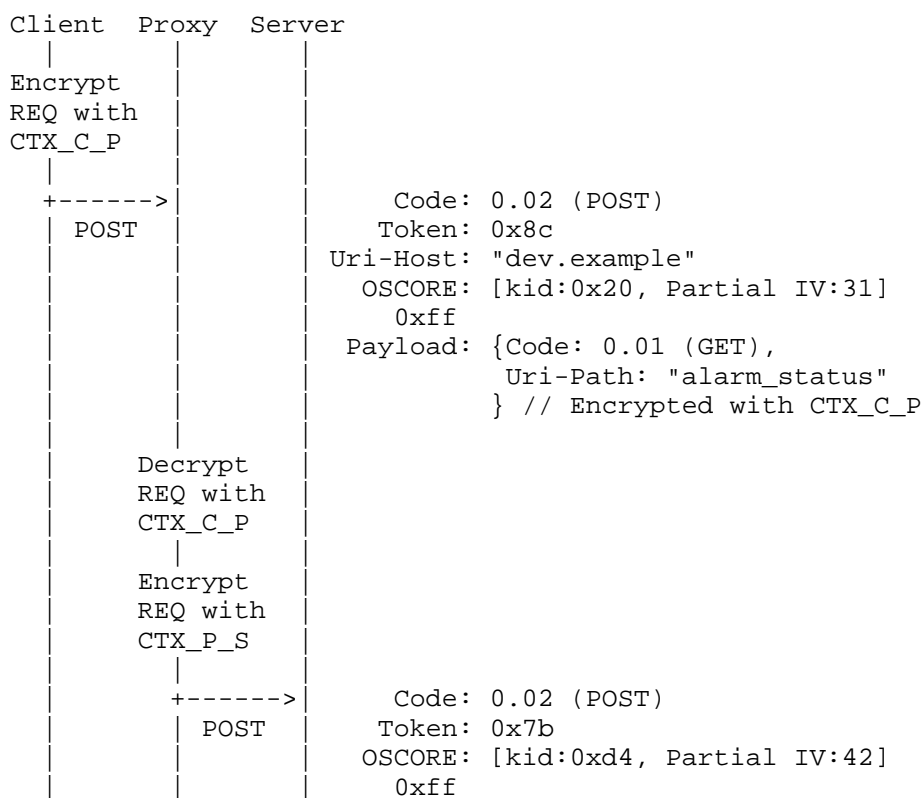 Client  Proxy  Server
   |      |      |
Encrypt   |      |
REQ with  |      |
CTX_C_P   |      |
   |      |      |
   +------>|      |     Code: 0.02 (POST)
   | POST  |      |    Token: 0x8c
   |       |      | Uri-Host: "dev.example"
   |       |      |   OSCORE: [kid:0x20, Partial IV:31]
   |       |      |     0xff
   |       |      |  Payload: {Code: 0.01 (GET),
   |       |      |            Uri-Path: "alarm_status"
   |       |      |           } // Encrypted with CTX_C_P
   |       |      |
   |     Decrypt  |
   |     REQ with |
   |     CTX_C_P  |
   |       |      |
   |     Encrypt  |
   |     REQ with |
   |     CTX_P_S  |
   |       |      |
   |       +------>|     Code: 0.02 (POST)
   |       | POST  |    Token: 0x7b
   |       |       |   OSCORE: [kid:0xd4, Partial IV:42]
   |       |       |     0xff